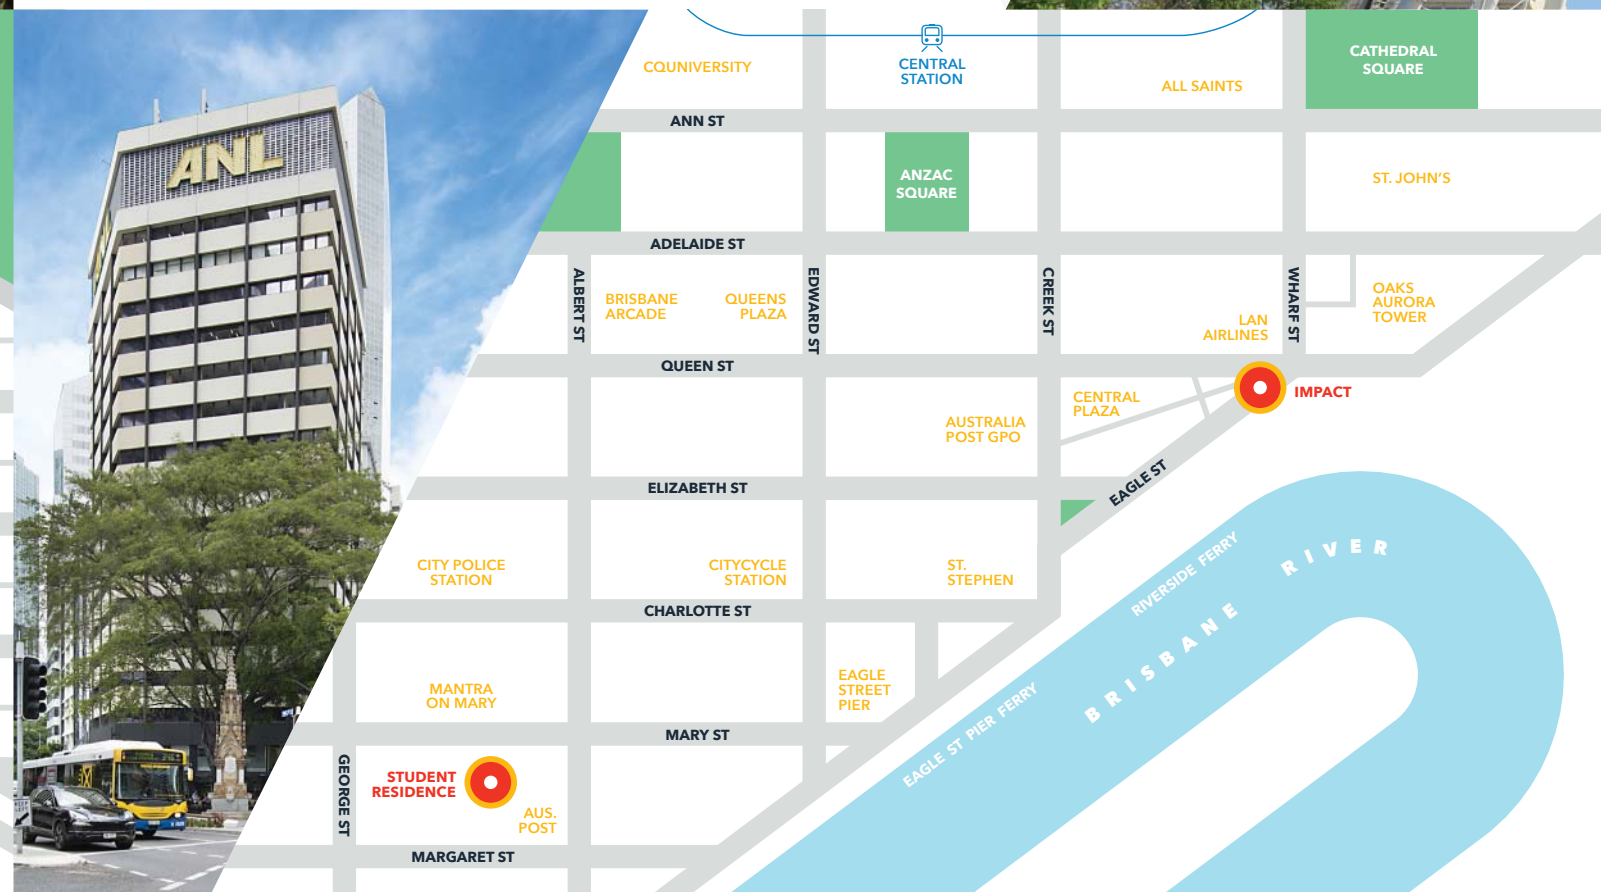 ANL
CQUNIVERSITY
CENTRAL
STATION
ALL SAINTS
CATHEDRAL
SQUARE
ANN ST
ANZAC
SQUARE
ST. JOHN'S
ADELAIDE ST
ALBERT ST
BRISBANE
ARCADE
QUEENS
PLAZA
EDWARD ST
CREEK ST
LAN
AIRLINES
WHARF ST
OAKS
AURORA
TOWER
QUEEN ST
IMPACT
CENTRAL
PLAZA
AUSTRALIA
POST GPO
EAGLE ST
ELIZABETH ST
CITY POLICE
STATION
CITYCYCLE
STATION
ST.
STEPHEN
RIVERSIDE FERRY
BRISBANE RIVER
CHARLOTTE ST
MANTRA
ON MARY
EAGLE
STREET
PIER
EAGLE ST PIER FERRY
MARY ST
GEORGE ST
STUDENT
RESIDENCE
AUS.
POST
MARGARET ST